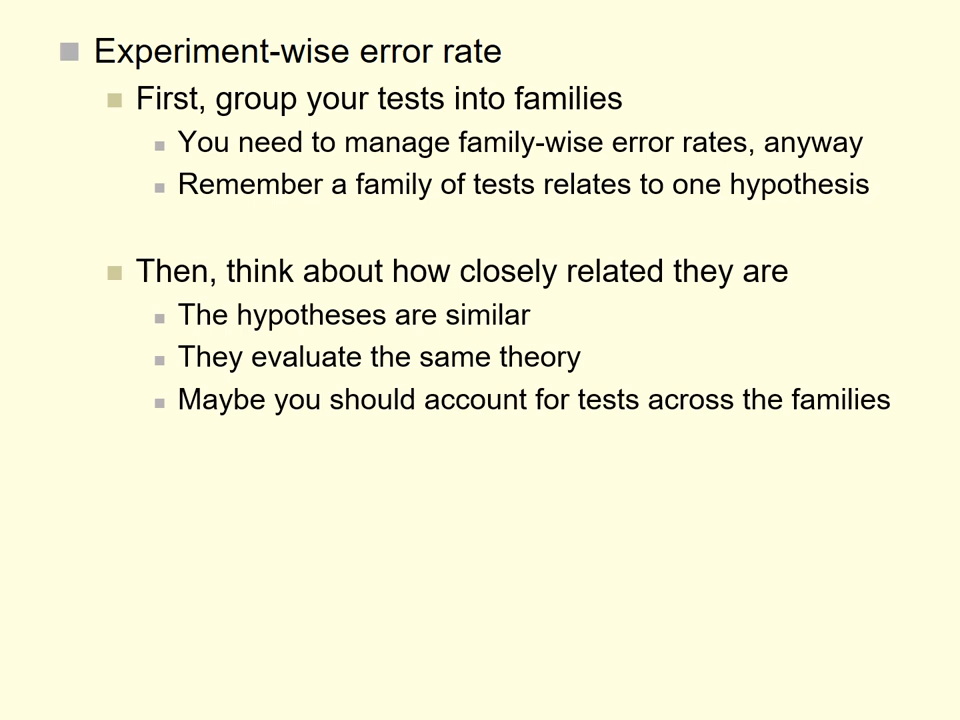 Experiment-wise error rate
First, group your tests into families
You need to manage family-wise error rates, anyway
Remember a family of tests relates to one hypothesis
Then, think about how closely related they are
The hypotheses are similar
They evaluate the same theory
Maybe you should account for tests across the families